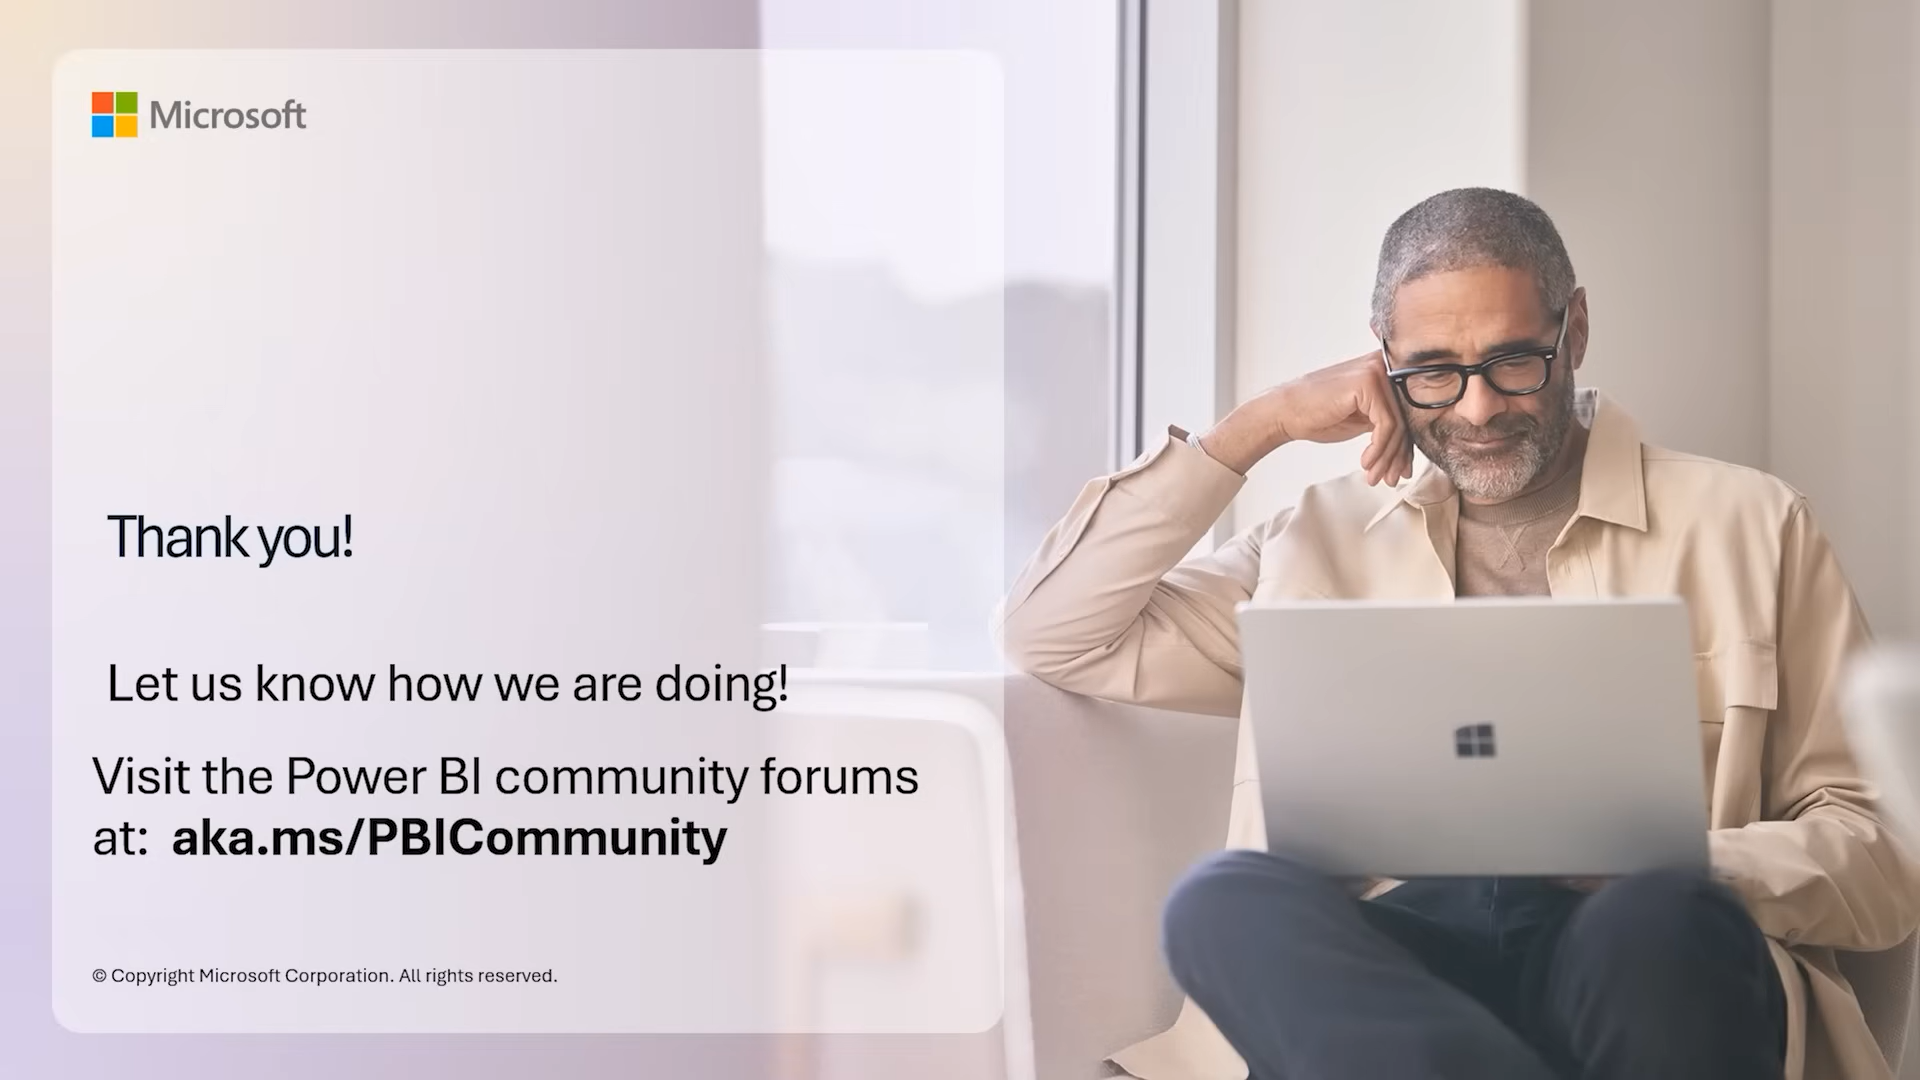 Microsoft
Thank you!
Let us know how we are doing!
Visit the Power BI community forums
at: aka.ms/PBICommunity
© Copyright Microsoft Corporation. All rights reserved.